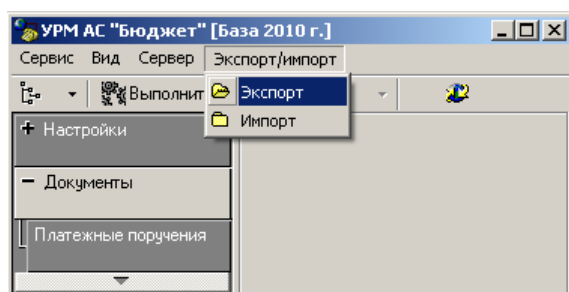 УРМ АС "Бюджет" [База 2010 г.]
Сервис Вид Сервер Экспорт/импорт
Выполнит
Экспорт
Импорт
+ Настройки
− Документы
Платежные поручения